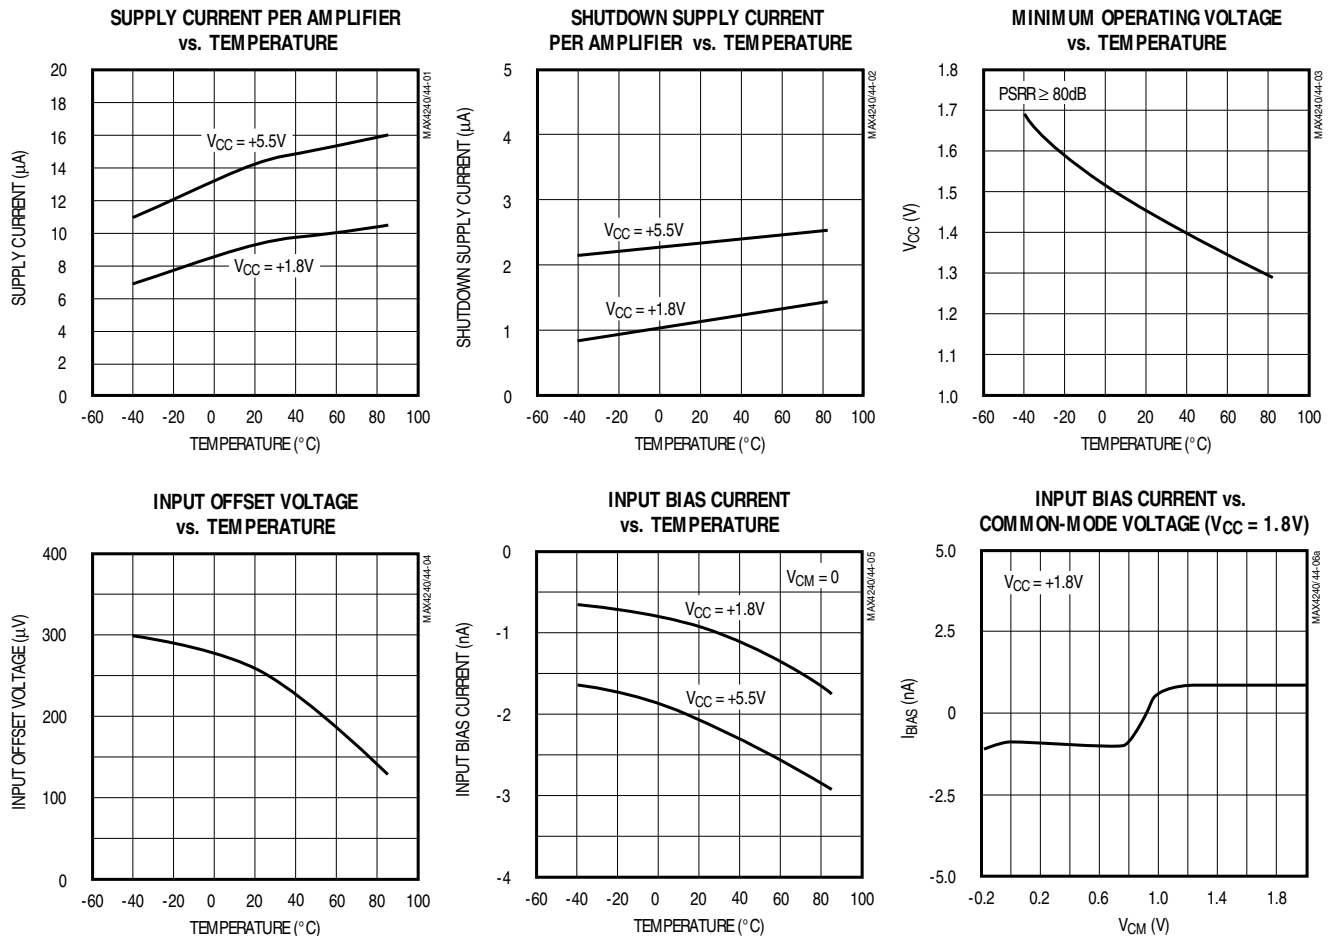 SUPPLY CURRENT PER AMPLIFIER
vs. TEMPERATURE
20
18
16
14
12
10
8
6
4
2
0
SUPPLY CURRENT (μA)
VCC = +5.5V
VCC = +1.8V
-60 -40 -20 0 20 40 60 80 100
TEMPERATURE (°C)
MAX4240/44-01
SHUTDOWN SUPPLY CURRENT
PER AMPLIFIER vs. TEMPERATURE
5
4
3
2
1
0
SHUTDOWN SUPPLY CURRENT (μA)
VCC = +5.5V
VCC = +1.8V
-60 -40 -20 0 20 40 60 80 100
TEMPERATURE (°C)
MAX4240/44-02
MINIMUM OPERATING VOLTAGE
vs. TEMPERATURE
1.8
1.7
1.6
1.5
1.4
1.3
1.2
1.1
1.0
VCC (V)
PSRR ≥ 80dB
-60 -40 -20 0 20 40 60 80 100
TEMPERATURE (°C)
MAX4240/44-03
INPUT OFFSET VOLTAGE
vs. TEMPERATURE
400
300
200
100
0
INPUT OFFSET VOLTAGE (μV)
-60 -40 -20 0 20 40 60 80 100
TEMPERATURE (°C)
MAX4240/44-04
INPUT BIAS CURRENT
vs. TEMPERATURE
0
-1
-2
-3
-4
INPUT BIAS CURRENT (nA)
VCM = 0
VCC = +1.8V
VCC = +5.5V
-60 -40 -20 0 20 40 60 80 100
TEMPERATURE (°C)
MAX4240/44-05
INPUT BIAS CURRENT vs.
COMMON-MODE VOLTAGE (VCC = 1.8V)
5.0
2.5
0
-2.5
-5.0
IBIAS (nA)
VCC = +1.8V
-0.2 0.2 0.6 1.0 1.4 1.8
VCM (V)
MAX4240/44-06a